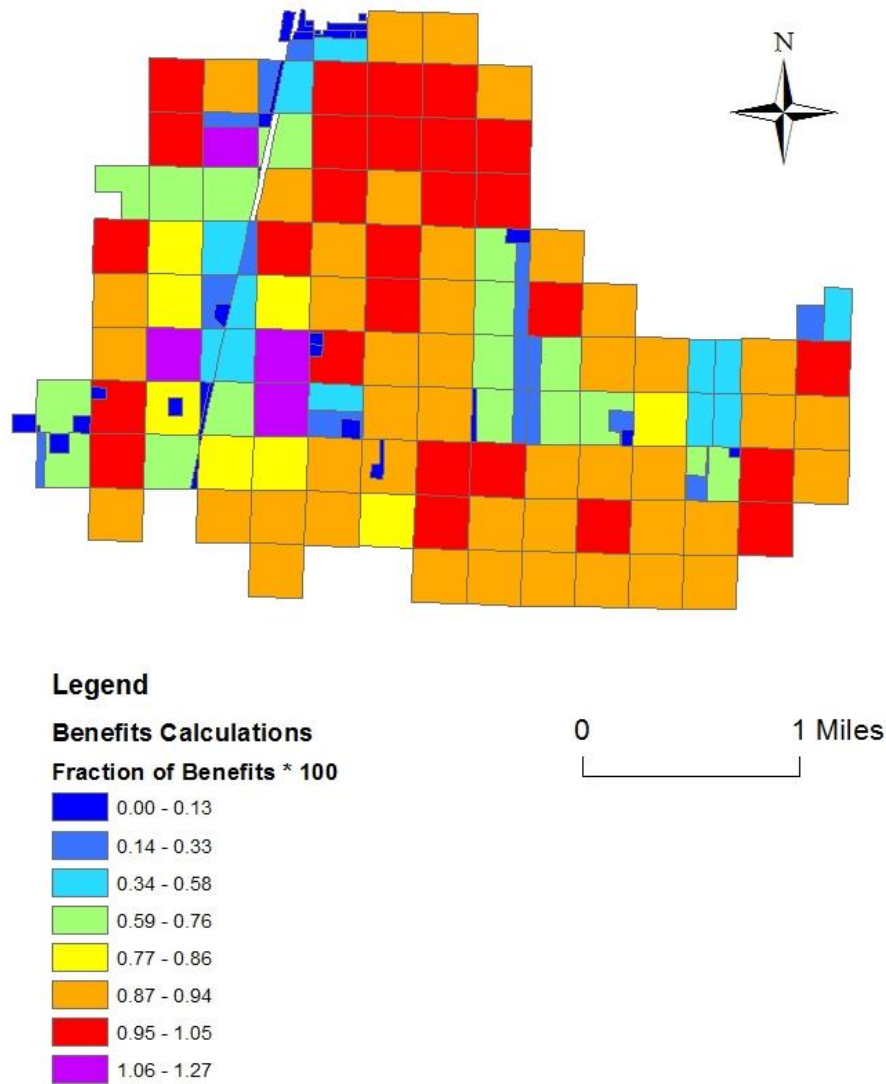 N
Legend
Benefits Calculations
Fraction of Benefits * 100
0.00 - 0.13
0.14 - 0.33
0.34 - 0.58
0.59 - 0.76
0.77 - 0.86
0.87 - 0.94
0.95 - 1.05
1.06 - 1.27
0 1 Miles